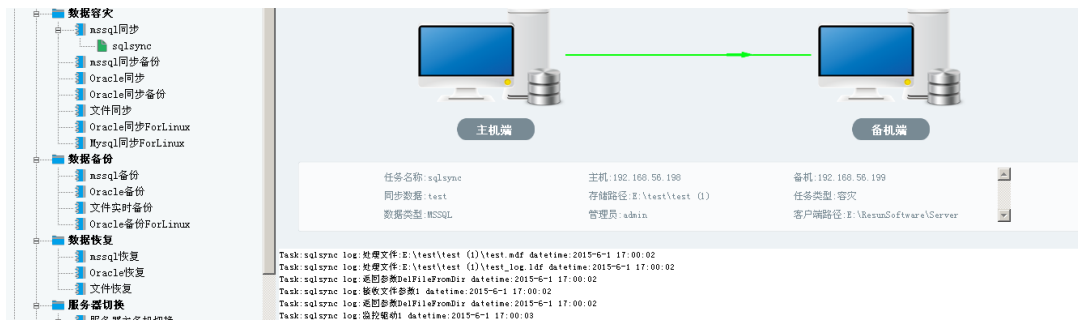 数据容灾
mssql同步
sqlsync
mssql同步备份
Oracle同步
Oracle同步备份
文件同步
Oracle同步ForLinux
Mysql同步ForLinux
数据备份
mssql备份
Oracle备份
文件实时备份
Oracle备份ForLinux
数据恢复
mssql恢复
Oracle恢复
文件恢复
服务器切换
服务器主备机切换
主机端
备机端
任务名称:sqlsync 主机:192.168.56.198 备机:192.168.56.199
同步数据:test 存储路径:E:\test\test (1) 任务类型:容灾
数据类型:MSSQL 管理员:admin 客户端路径:E:\ResunSoftware\Server
Task:sqlsync log:处理文件:E:\test\test (1)\test.mdf datetime:2015-6-1 17:00:02
Task:sqlsync log:处理文件:E:\test\test (1)\test_log.ldf datetime:2015-6-1 17:00:02
Task:sqlsync log:返回参数DelFileFromDir datetime:2015-6-1 17:00:02
Task:sqlsync log:接收文件参数1 datetime:2015-6-1 17:00:02
Task:sqlsync log:返回参数DelFileFromDir datetime:2015-6-1 17:00:02
Task:sqlsync log:监控驱动1 datetime:2015-6-1 17:00:03